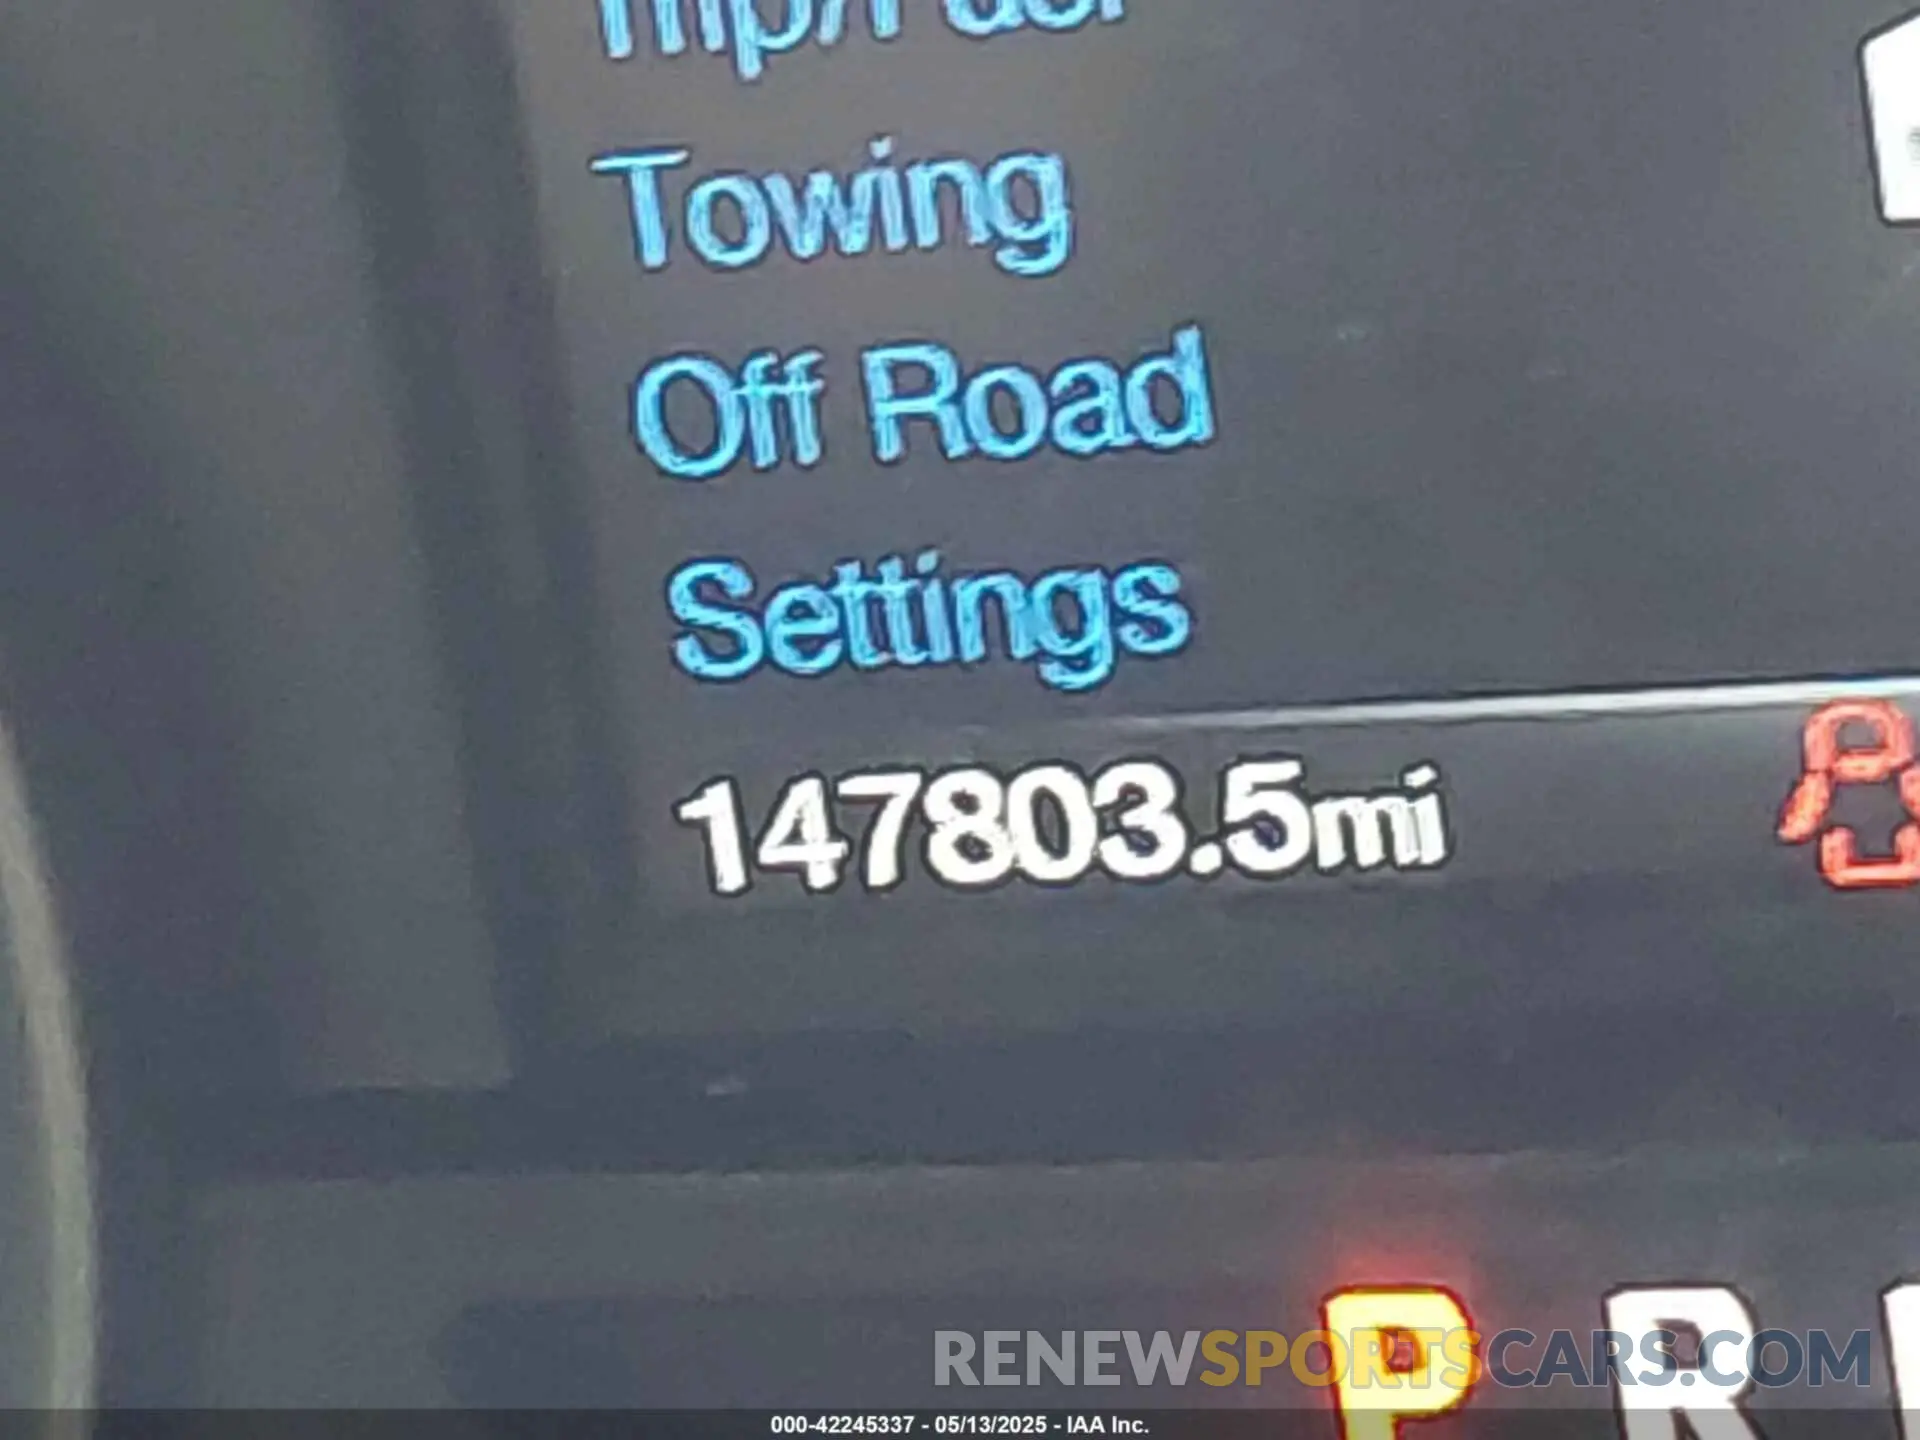 Towing
Off Road
Settings
147803.5mi
P R
RENEWSPORTSCARS.COM
000-42245337 - 05/13/2025 - IAA Inc.